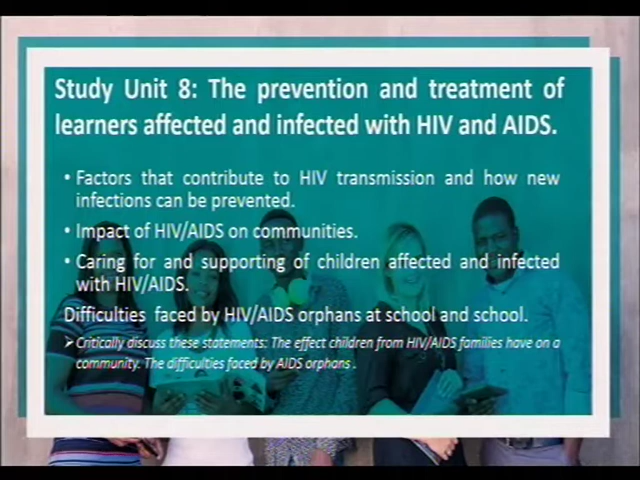 Study Unit 8: The prevention and treatment of
learners affected and infected with HIV and AIDS.
• Factors that contribute to HIV transmission and how new
infections can be prevented.
• Impact of HIV/AIDS on communities.
• Caring for and supporting of children affected and infected
with HIV/AIDS.
Difficulties faced by HIV/AIDS orphans at school and school.
➢ Critically discuss these statements: The effect children from HIV/AIDS families have on a
community. The difficulties faced by AIDS orphans .